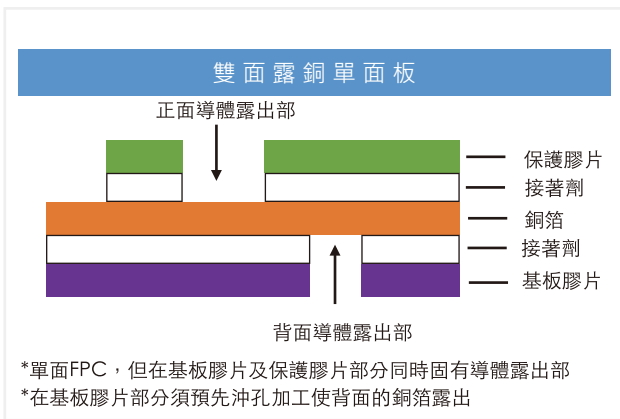 雙面露銅單面板
正面導體露出部
保護膠片
接著劑
銅箔
接著劑
基板膠片
背面導體露出部
*單面FPC，但在基板膠片及保護膠片部分同時固有導體露出部
*在基板膠片部分須預先沖孔加工使背面的銅箔露出